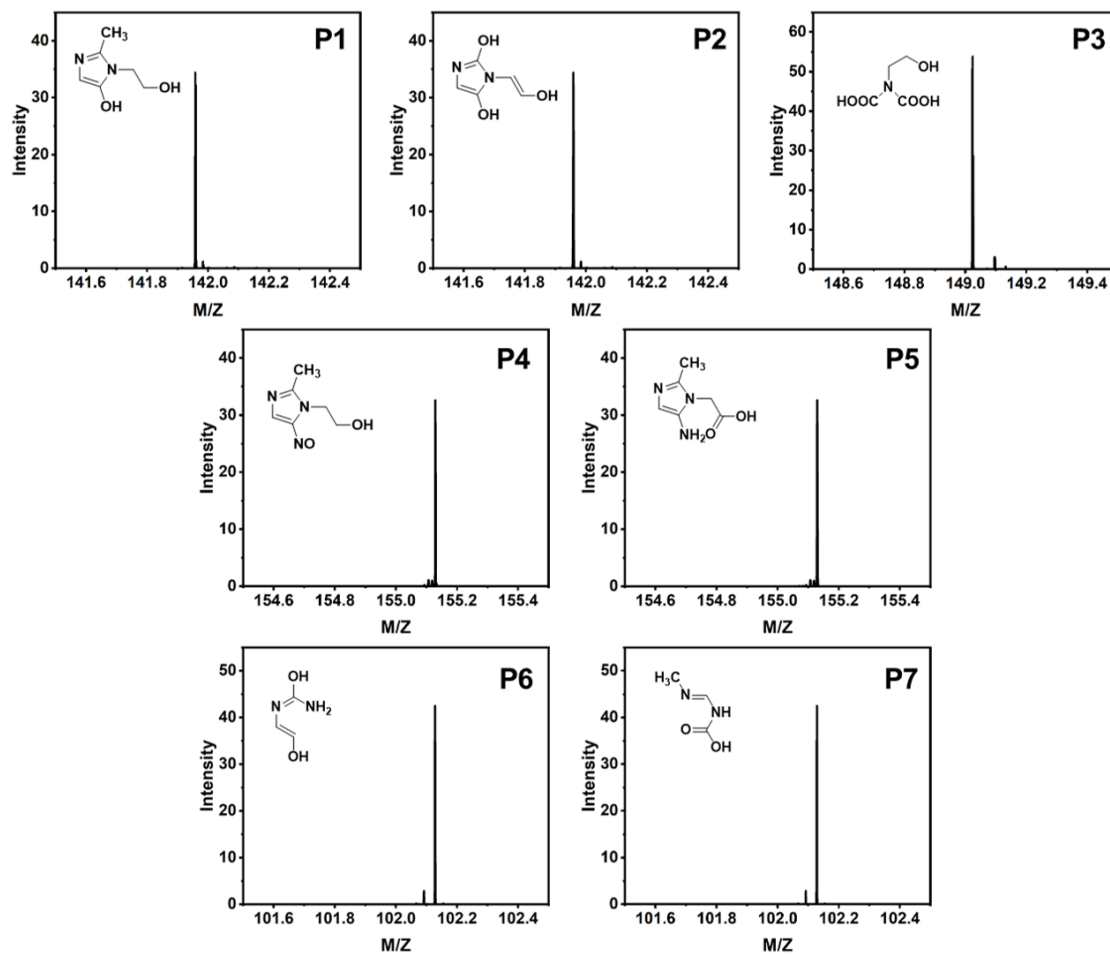 P1
CH₃
N
N
OH
OH
Intensity
40
30
20
10
0
141.6 141.8 142.0 142.2 142.4
M/Z
P2
OH
N
N
OH
OH
Intensity
40
30
20
10
0
141.6 141.8 142.0 142.2 142.4
M/Z
P3
OH
N
HOOC COOH
Intensity
60
50
40
30
20
10
0
148.6 148.8 149.0 149.2 149.4
M/Z
P4
CH₃
N
N
OH
NO
Intensity
40
30
20
10
0
154.6 154.8 155.0 155.2 155.4
M/Z
P5
CH₃
N
N
OH
O
NH₂
Intensity
40
30
20
10
0
154.6 154.8 155.0 155.2 155.4
M/Z
P6
OH
N
NH₂
OH
Intensity
50
40
30
20
10
0
101.6 101.8 102.0 102.2 102.4
M/Z
P7
H₃C
N
NH
O
OH
Intensity
50
40
30
20
10
0
101.6 101.8 102.0 102.2 102.4
M/Z